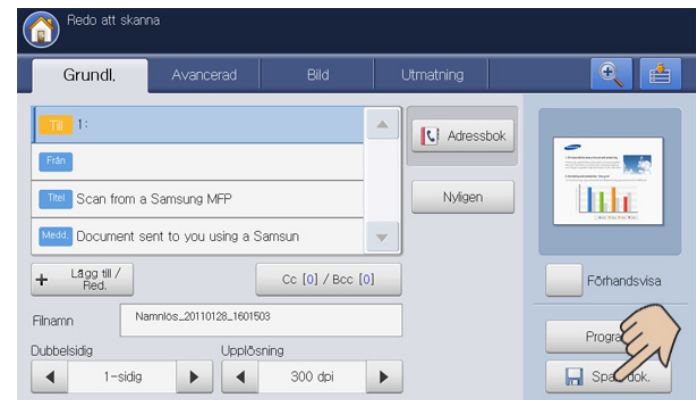 Redo att skanna
Grundl.
Avancerad
Bild
Utmatning
Till 1:
Från
Titel Scan from a Samsung MFP
Medd. Document sent to you using a Samsun
Adressbok
Nyligen
+ Lägg till /
Red.
Cc [0] / Bcc [0]
Förhandsvisa
Filnamn Namnlös_20110128_1601503
Dubbelsidig
Upplösning
1-sidig
300 dpi